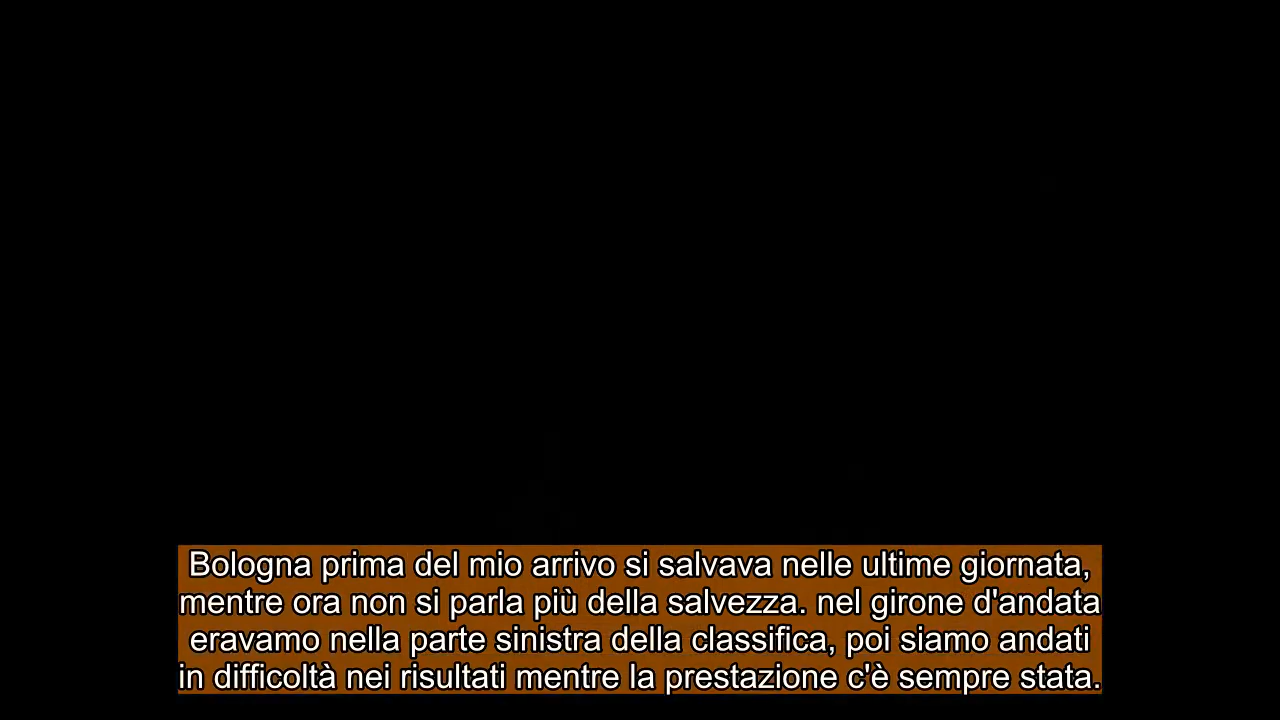 Bologna prima del mio arrivo si salvava nelle ultime giornata,
mentre ora non si parla più della salvezza. nel girone d'andata
eravamo nella parte sinistra della classifica, poi siamo andati
in difficoltà nei risultati mentre la prestazione c'è sempre stata.